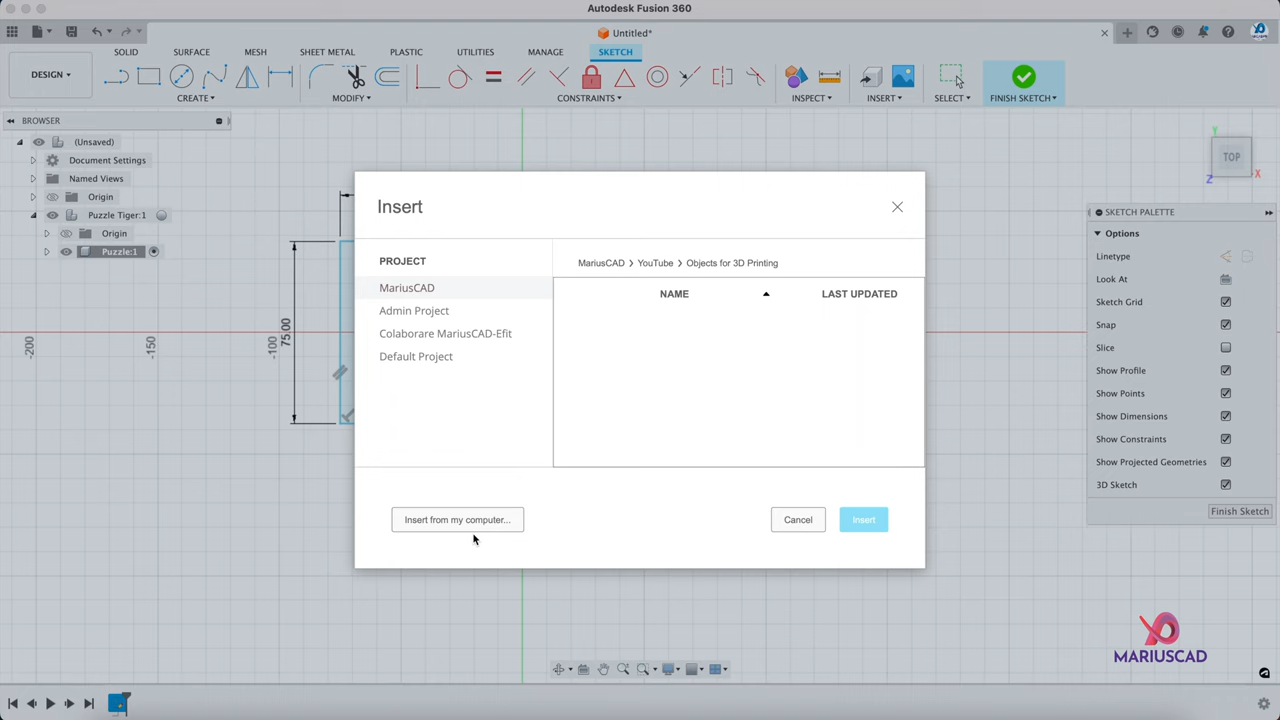 Autodesk Fusion 360
Untitled*
SOLID SURFACE MESH SHEET METAL PLASTIC UTILITIES MANAGE SKETCH
DESIGN
CREATE MODIFY CONSTRAINTS INSPECT INSERT SELECT FINISH SKETCH
BROWSER
(Unsaved)
Document Settings
Named Views
Origin
Puzzle Tiger:1
Origin
Puzzle:1
-200
-150
-100
75.00
Insert
PROJECT
MariusCAD
Admin Project
Colaborare MariusCAD-Efit
Default Project
MariusCAD > YouTube > Objects for 3D Printing
NAME LAST UPDATED
Insert from my computer...
Cancel
Insert
Y
TOP
X
Z
SKETCH PALETTE
Options
Linetype
Look At
Sketch Grid
Snap
Slice
Show Profile
Show Points
Show Dimensions
Show Constraints
Show Projected Geometries
3D Sketch
Finish Sketch
MARIUSCAD